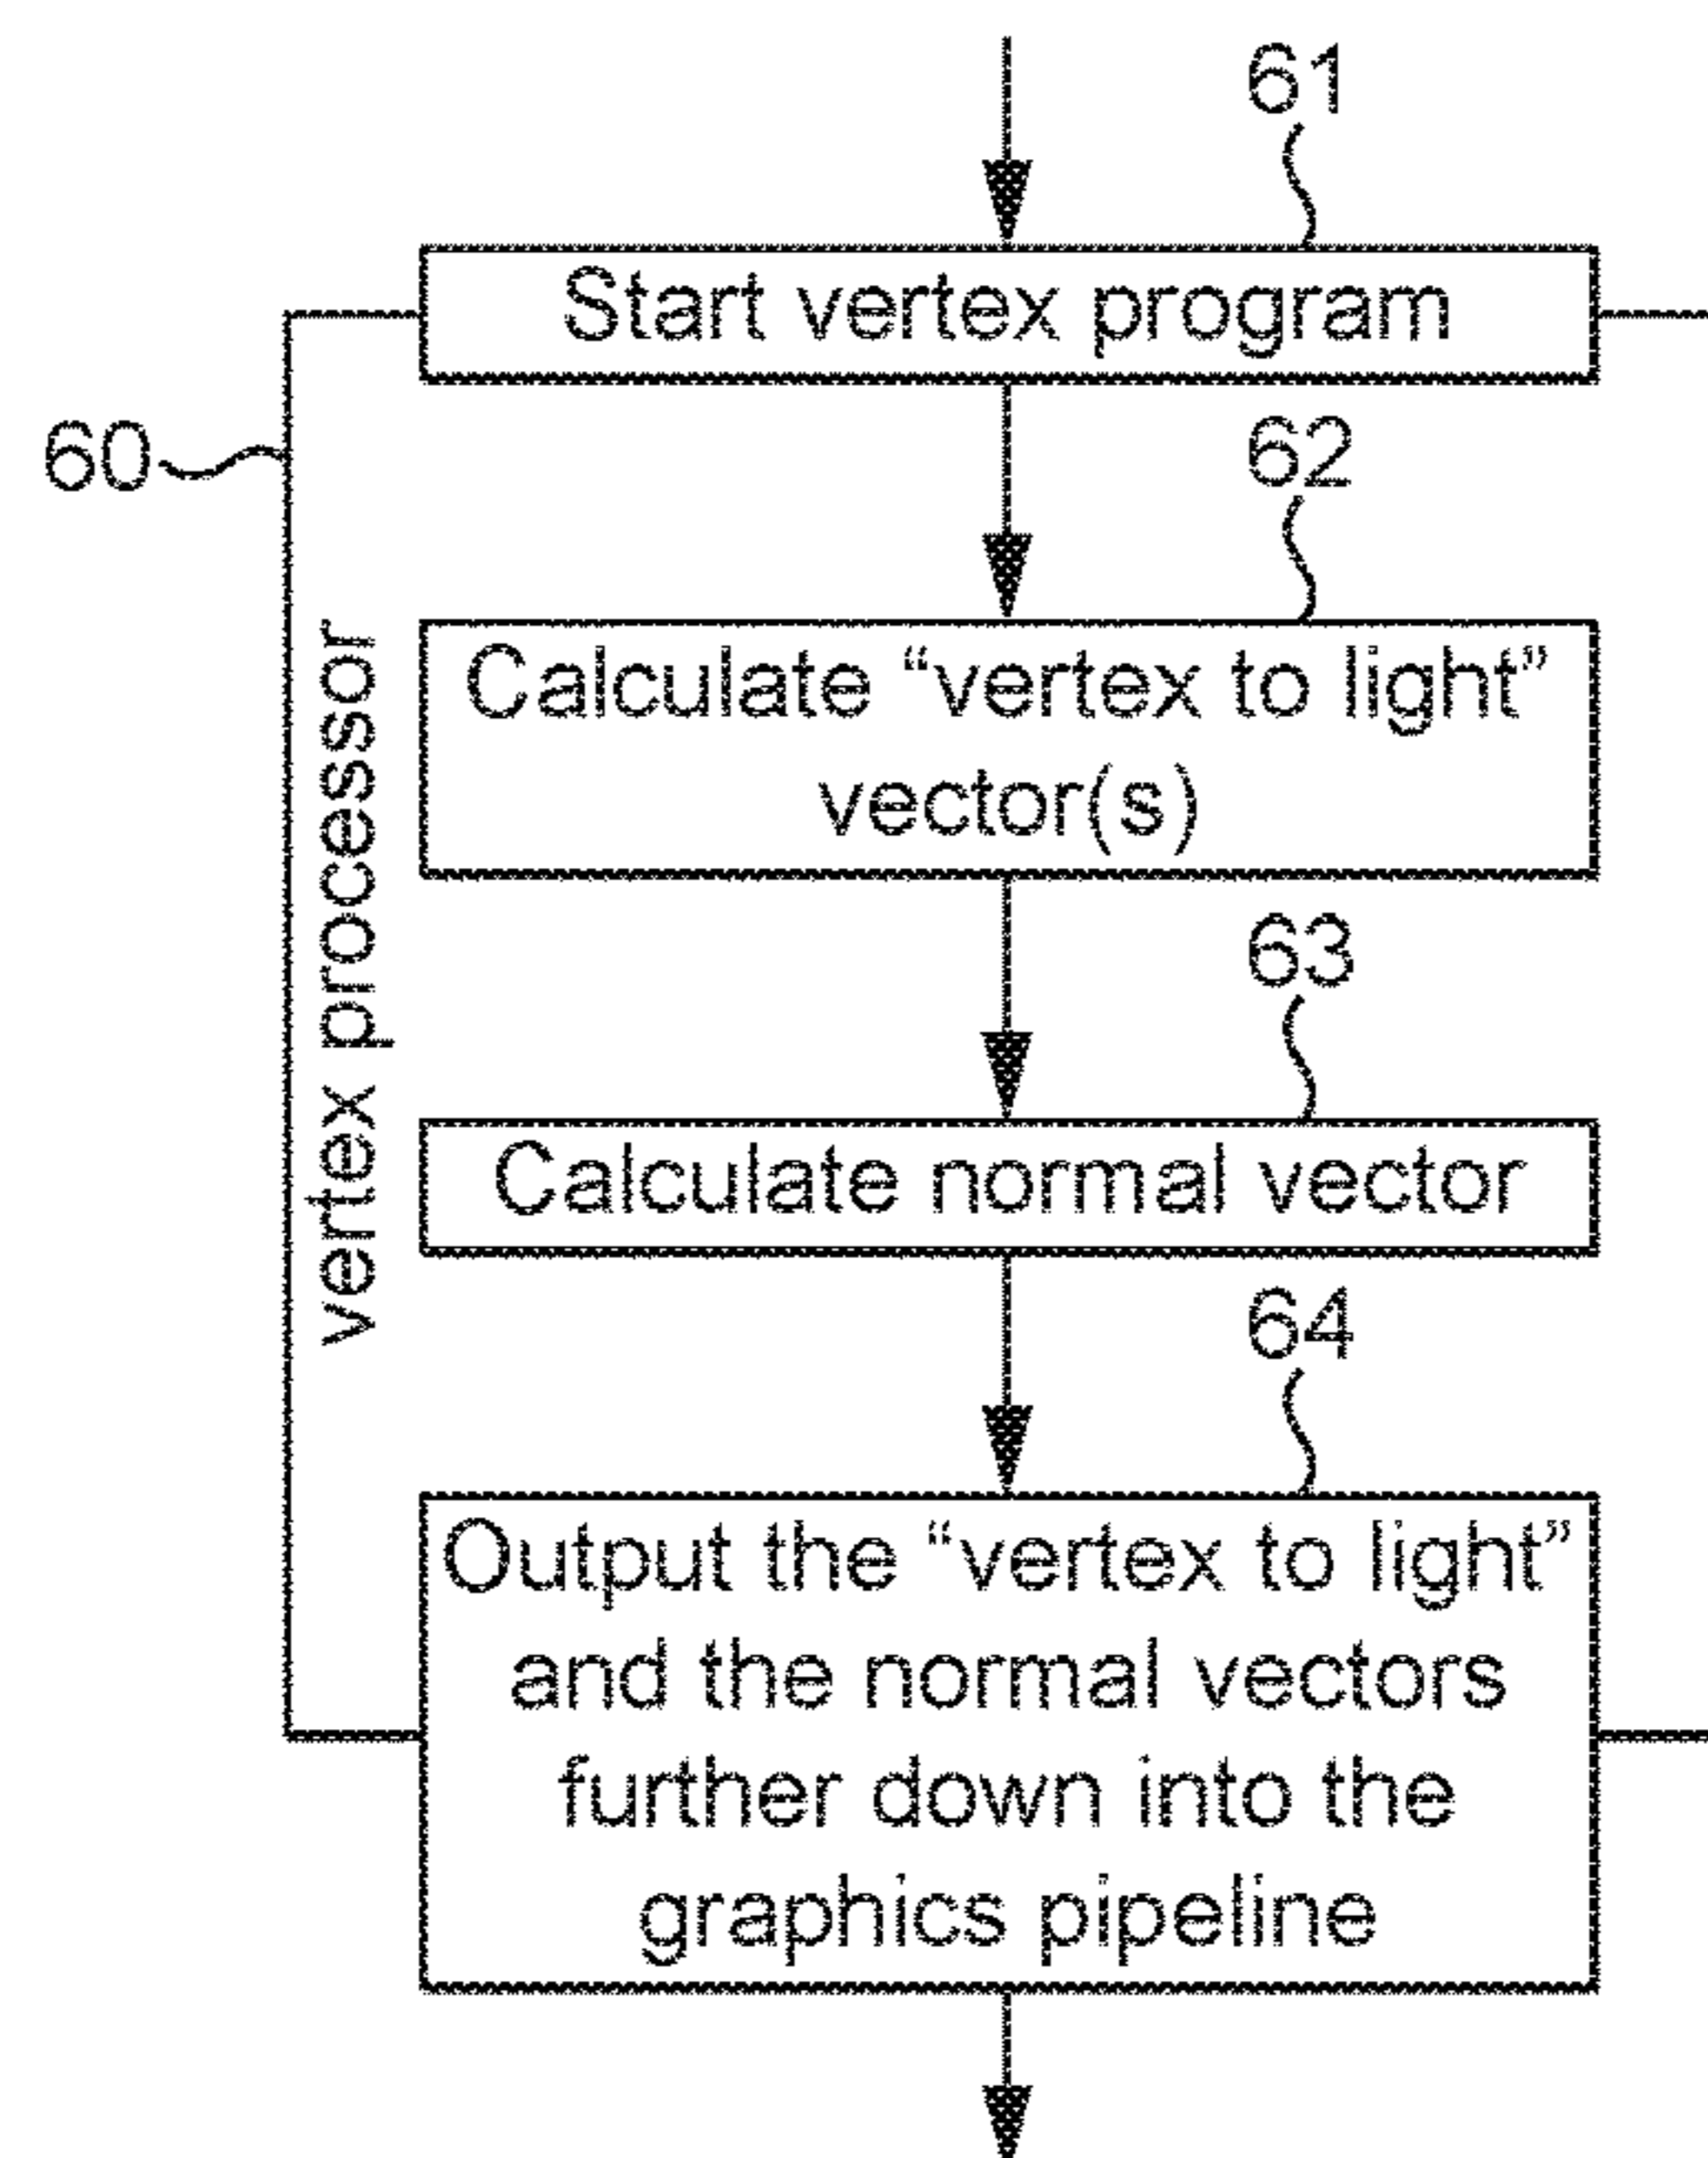 61
Start vertex program
60
62
Calculate “vertex to light”
vector(s)
vertex processor
63
Calculate normal vector
64
Output the “vertex to light”
and the normal vectors
further down into the
graphics pipeline